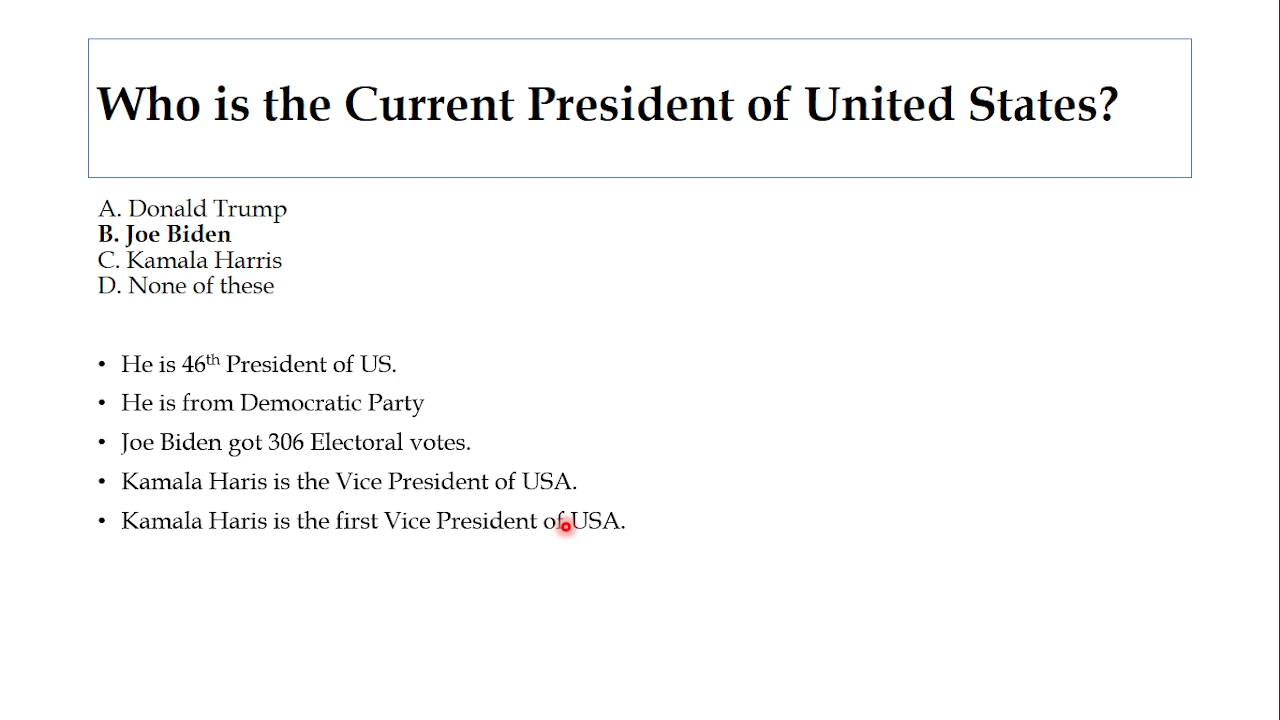 Who is the Current President of United States?
A. Donald Trump
B. Joe Biden
C. Kamala Harris
D. None of these
• He is 46th President of US.
• He is from Democratic Party
• Joe Biden got 306 Electoral votes.
• Kamala Haris is the Vice President of USA.
• Kamala Haris is the first Vice President of USA.